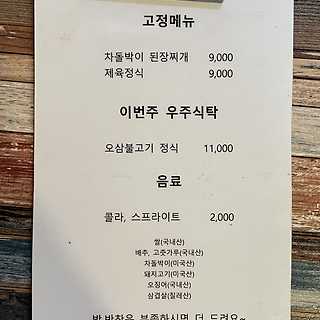 고정메뉴
차돌박이 된장찌개 9,000
제육정식 9,000
이번주 우주식탁
오삼불고기 정식 11,000
음료
콜라, 스프라이트 2,000
쌀(국내산)
배추, 고춧가루(국내산)
차돌박이(미국산)
돼지고기(미국산)
오징어(국내산)
삼겹살(칠레산)
밥,반찬은 부족하시면 더 드려요~